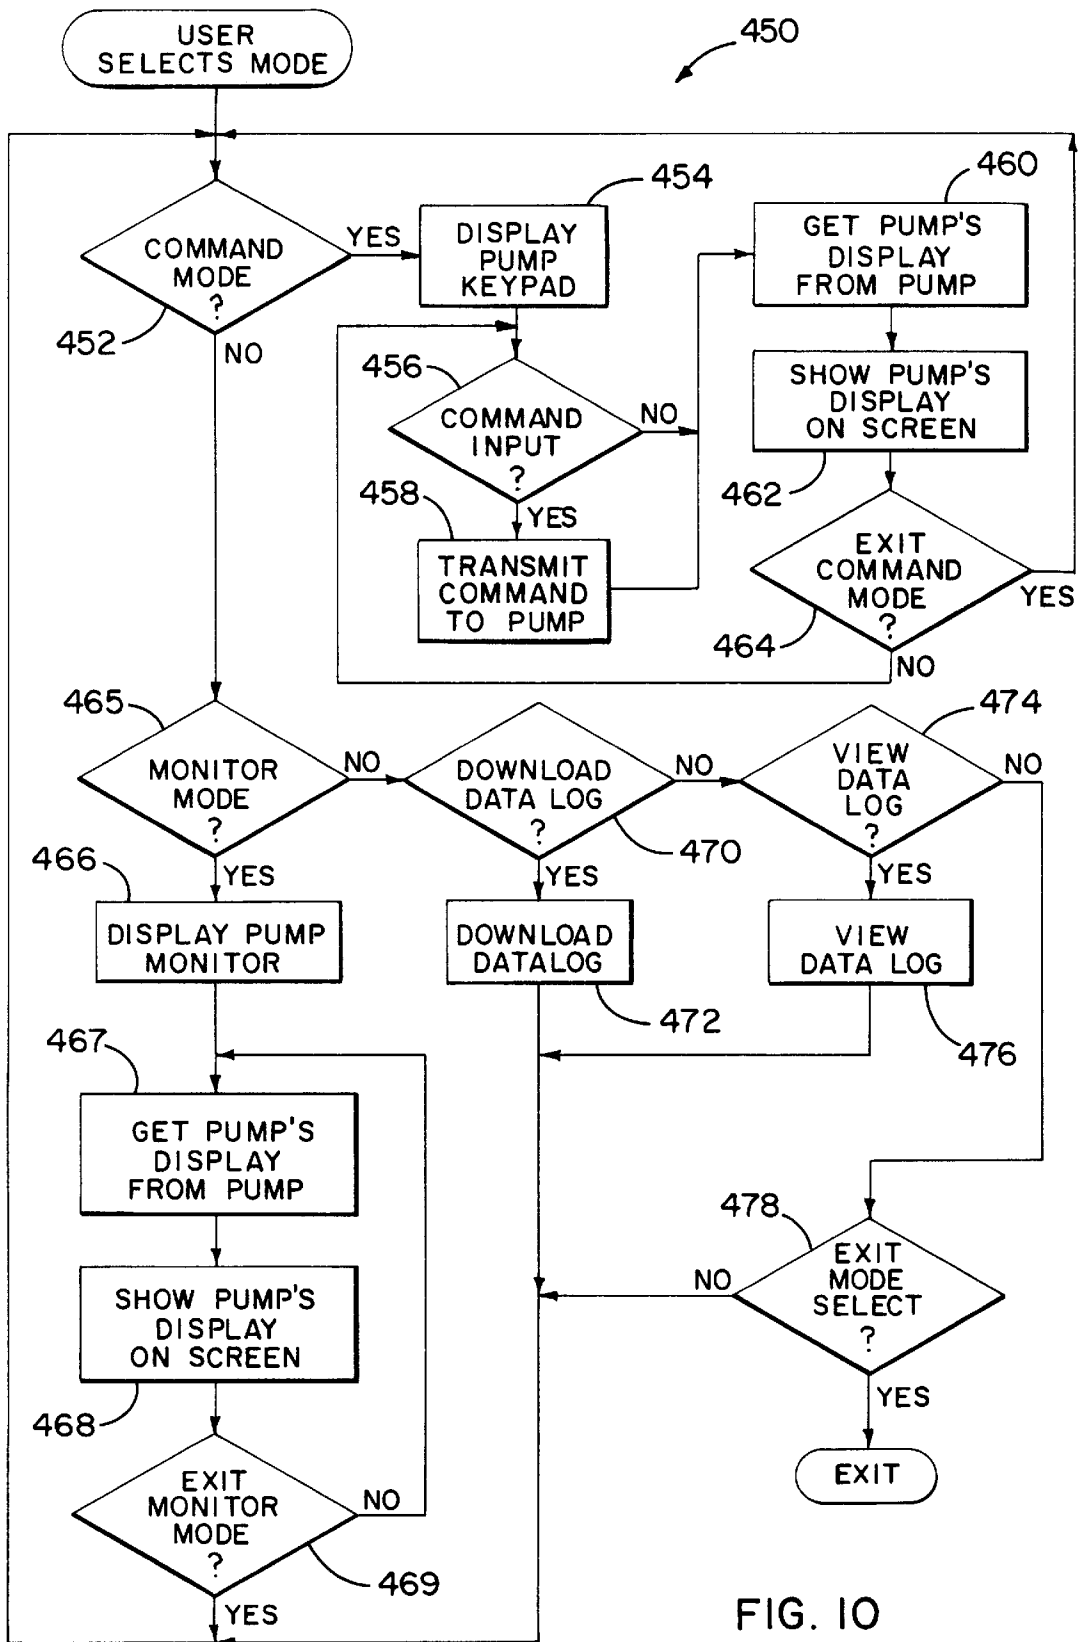 USER
SELECTS MODE
450
COMMAND
MODE
?
452
YES
NO
454
DISPLAY
PUMP
KEYPAD
456
COMMAND
INPUT
?
NO
YES
458
TRANSMIT
COMMAND
TO PUMP
460
GET PUMP'S
DISPLAY
FROM PUMP
SHOW PUMP'S
DISPLAY
ON SCREEN
462
EXIT
COMMAND
MODE
?
464
YES
NO
465
MONITOR
MODE
?
NO
YES
DOWNLOAD
DATA LOG
?
470
NO
YES
474
VIEW
DATA
LOG
?
NO
YES
466
DISPLAY PUMP
MONITOR
DOWNLOAD
DATALOG
472
VIEW
DATA LOG
476
467
GET PUMP'S
DISPLAY
FROM PUMP
SHOW PUMP'S
DISPLAY
ON SCREEN
468
EXIT
MONITOR
MODE
?
469
NO
YES
478
EXIT
MODE
SELECT
?
NO
YES
EXIT
FIG. 10